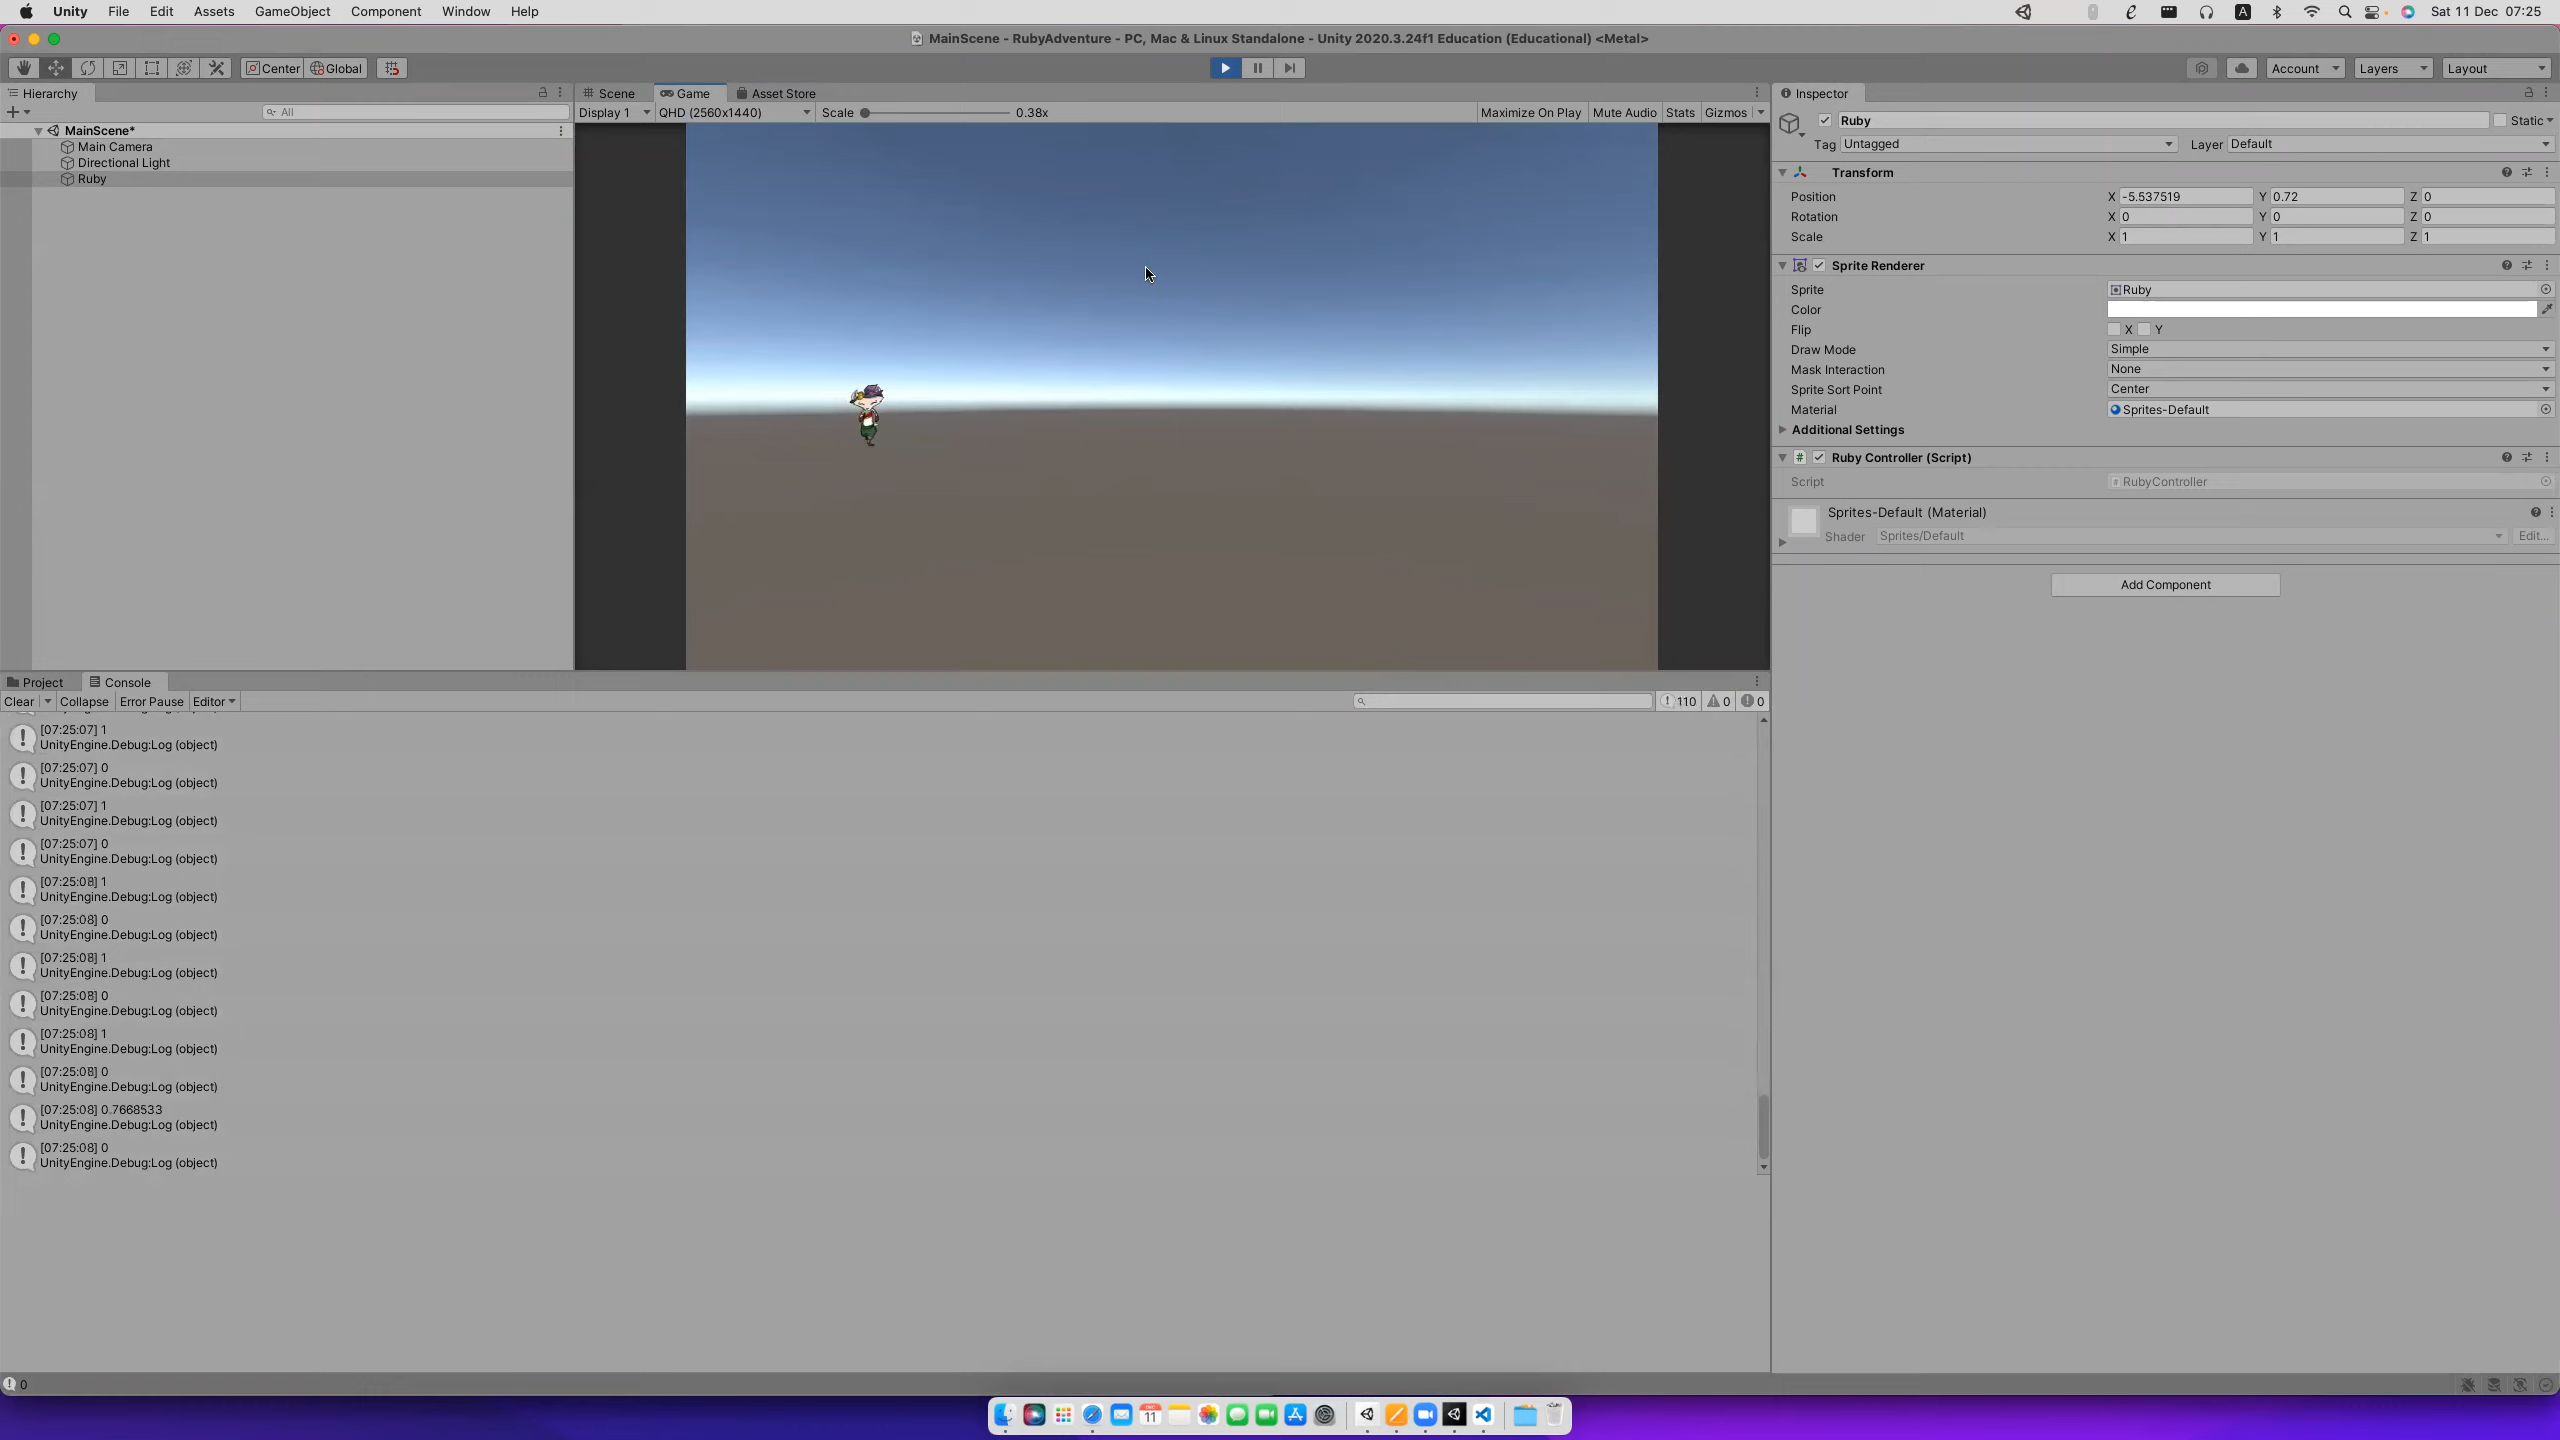 Unity File Edit Assets GameObject Component Window Help
A Sat 11 Dec 07:25
MainScene - RubyAdventure - PC, Mac & Linux Standalone - Unity 2020.3.24f1 Education (Educational) <Metal>
Center Global
Account Layers Layout
Hierarchy
All
MainScene*
Main Camera
Directional Light
Ruby
Scene Game Asset Store
Display 1 QHD (2560x1440) Scale 0.38x Maximize On Play Mute Audio Stats Gizmos
Inspector
Ruby Static
Tag Untagged Layer Default
Transform
Position X -5.537519 Y 0.72 Z 0
Rotation X 0 Y 0 Z 0
Scale X 1 Y 1 Z 1
Sprite Renderer
Sprite Ruby
Color
Flip X Y
Draw Mode Simple
Mask Interaction None
Sprite Sort Point Center
Material Sprites-Default
Additional Settings
# Ruby Controller (Script)
Script # RubyController
Sprites-Default (Material)
Shader Sprites/Default Edit...
Add Component
Project Console
Clear Collapse Error Pause Editor 110 0 0
[07:25:07] 1
UnityEngine.Debug:Log (object)
[07:25:07] 0
UnityEngine.Debug:Log (object)
[07:25:07] 1
UnityEngine.Debug:Log (object)
[07:25:07] 0
UnityEngine.Debug:Log (object)
[07:25:08] 1
UnityEngine.Debug:Log (object)
[07:25:08] 0
UnityEngine.Debug:Log (object)
[07:25:08] 1
UnityEngine.Debug:Log (object)
[07:25:08] 0
UnityEngine.Debug:Log (object)
[07:25:08] 1
UnityEngine.Debug:Log (object)
[07:25:08] 0
UnityEngine.Debug:Log (object)
[07:25:08] 0.7668533
UnityEngine.Debug:Log (object)
[07:25:08] 0
UnityEngine.Debug:Log (object)
0
DEC
11